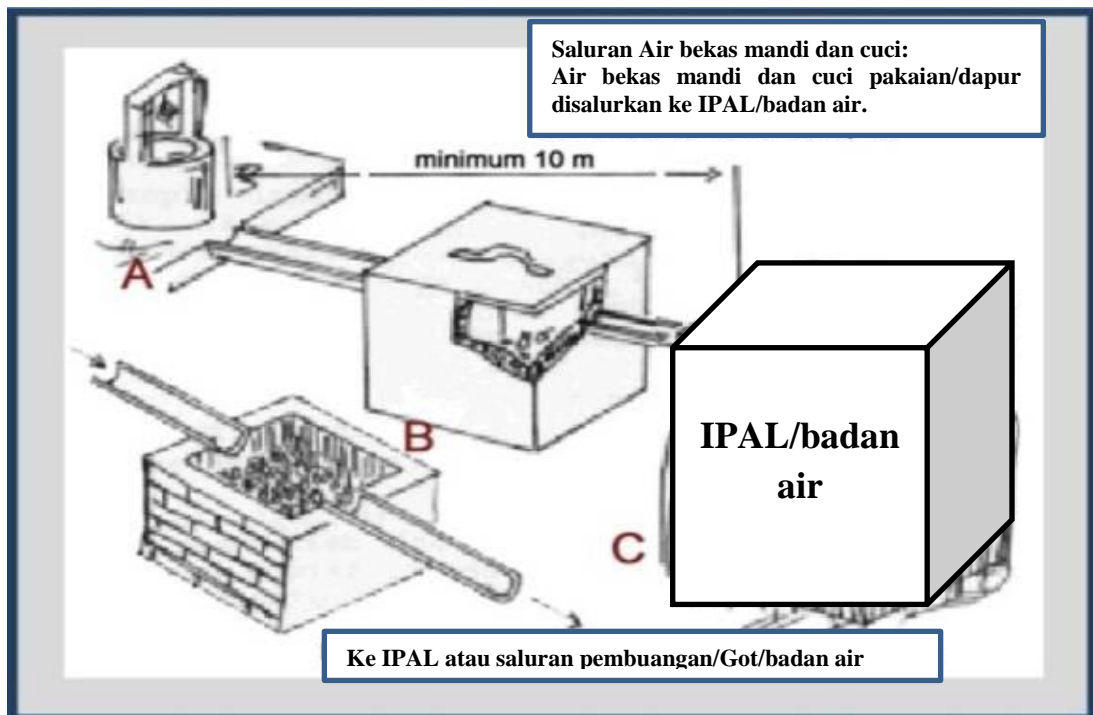 Saluran Air bekas mandi dan cuci:
Air bekas mandi dan cuci pakaian/dapur
disalurkan ke IPAL/badan air.
minimum 10 m
A
B
IPAL/badan
air
C
Ke IPAL atau saluran pembuangan/Got/badan air